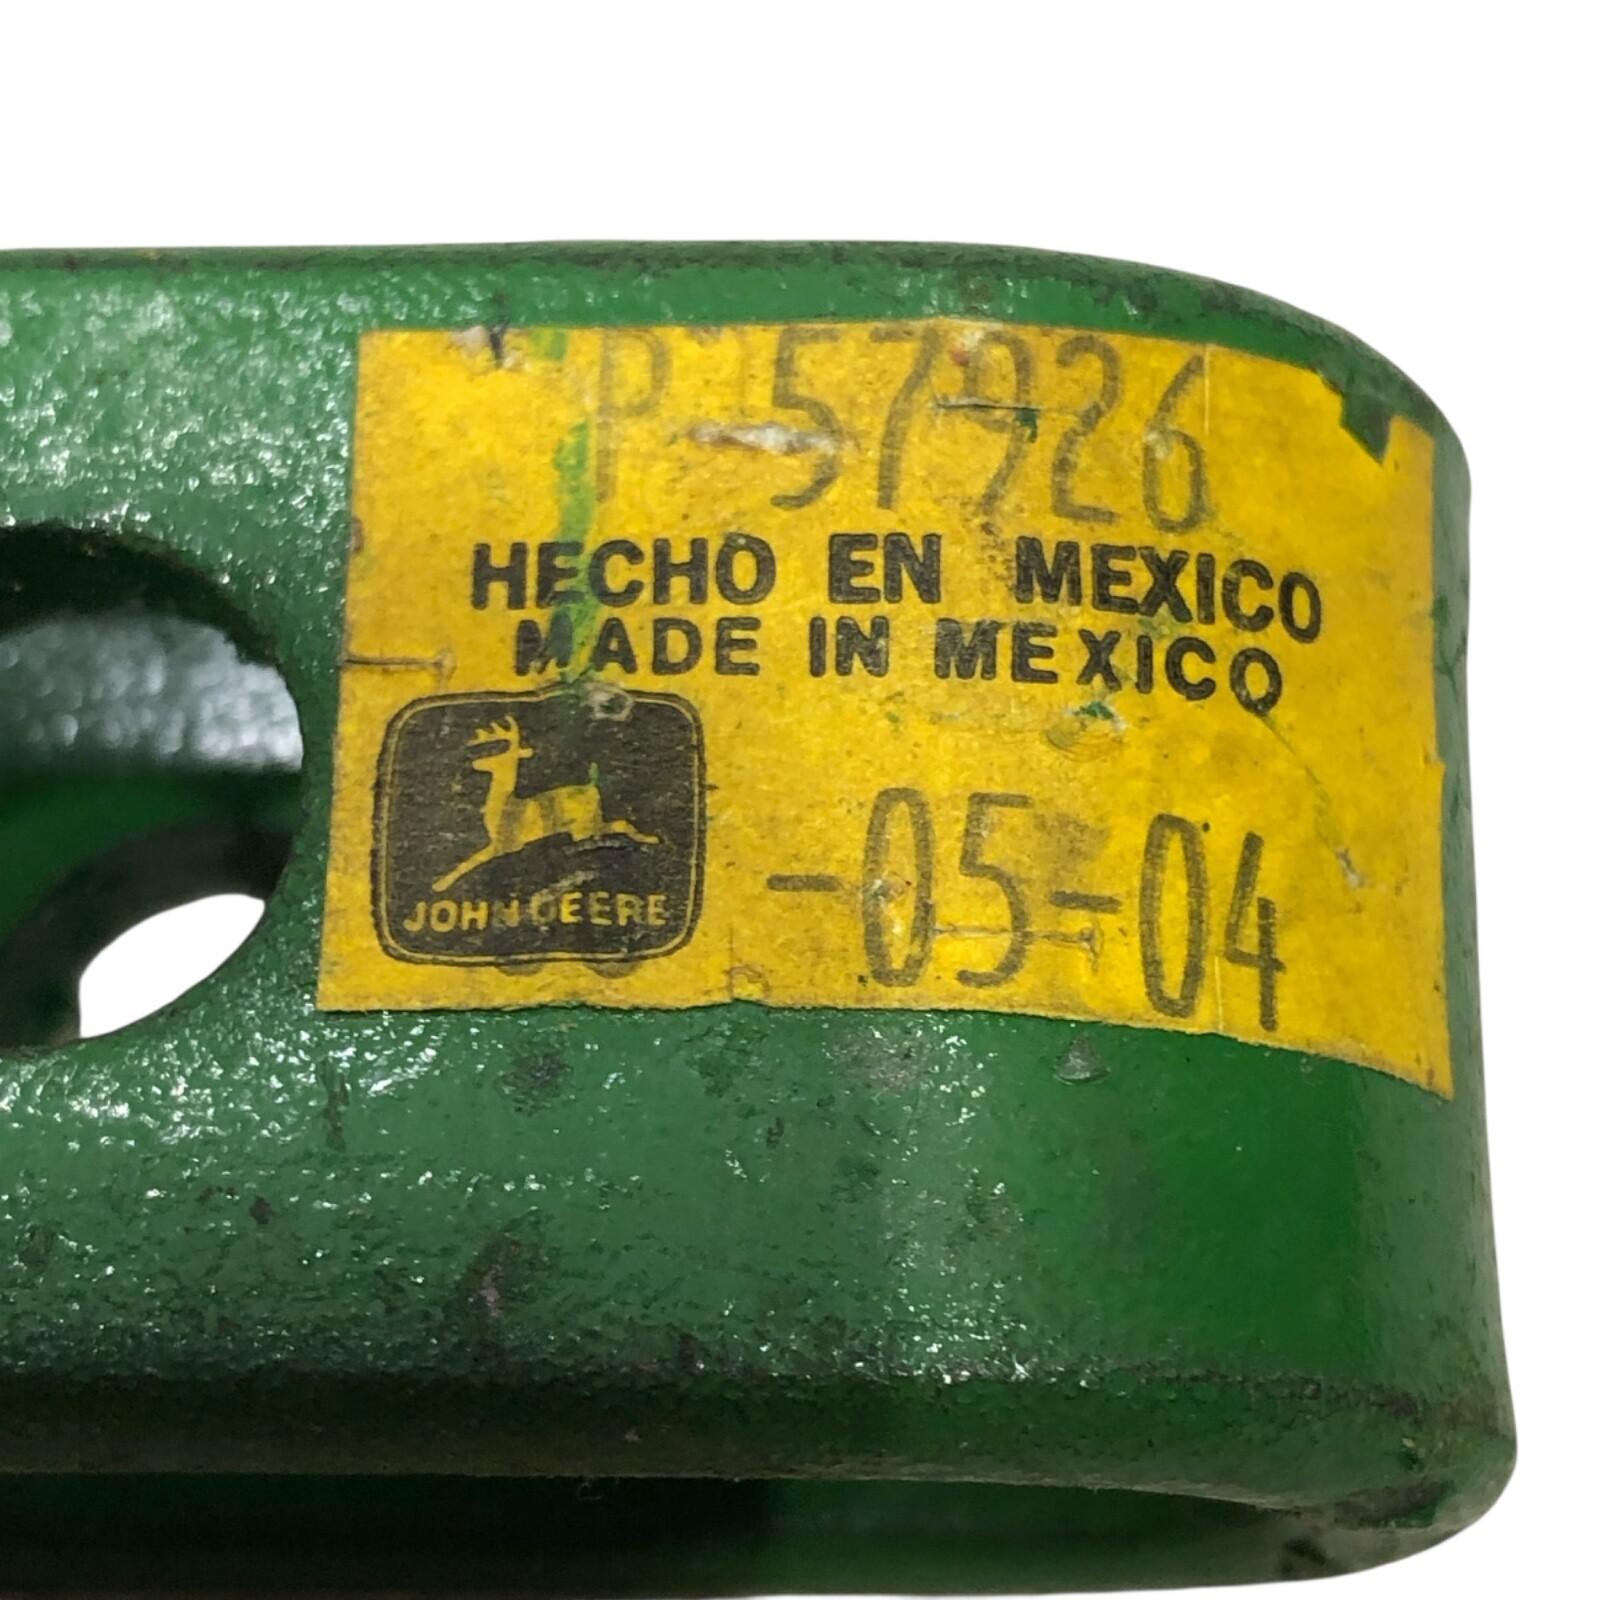 P-57926
HECHO EN MEXICO
MADE IN MEXICO
JOHN DEERE
-05-04